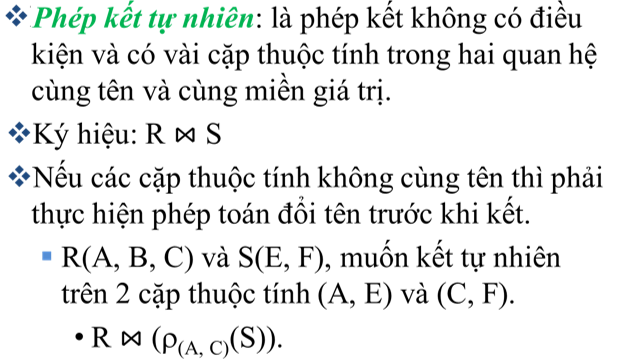 ❖Phép kết tự nhiên: là phép kết không có điều
kiện và có vài cặp thuộc tính trong hai quan hệ
cùng tên và cùng miền giá trị.
❖Ký hiệu: R ⋈ S
❖Nếu các cặp thuộc tính không cùng tên thì phải
thực hiện phép toán đổi tên trước khi kết.
▪ R(A, B, C) và S(E, F), muốn kết tự nhiên
trên 2 cặp thuộc tính (A, E) và (C, F).
• R ⋈ (ρ(A, C)(S)).